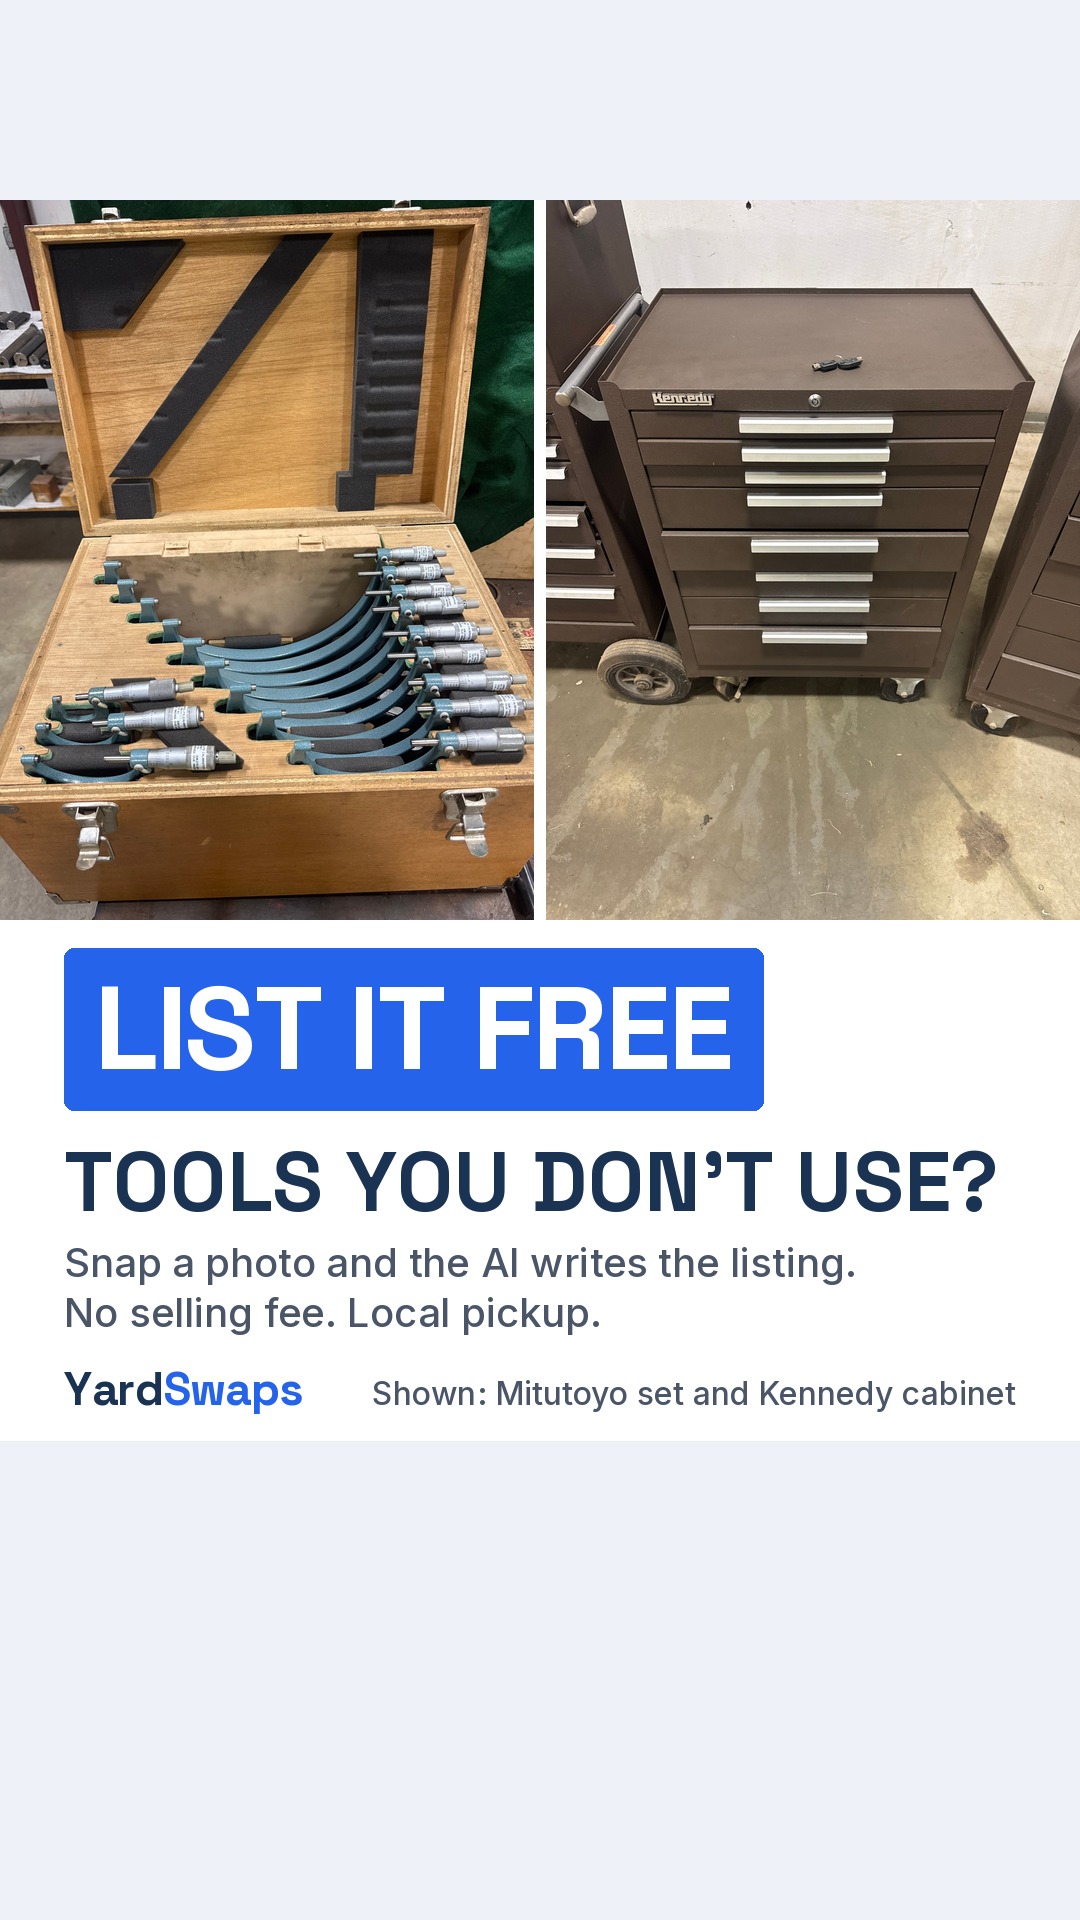 Kennedy
LIST IT FREE
TOOLS YOU DON’T USE?
Snap a photo and the AI writes the listing.
No selling fee. Local pickup.
YardSwaps
Shown: Mitutoyo set and Kennedy cabinet